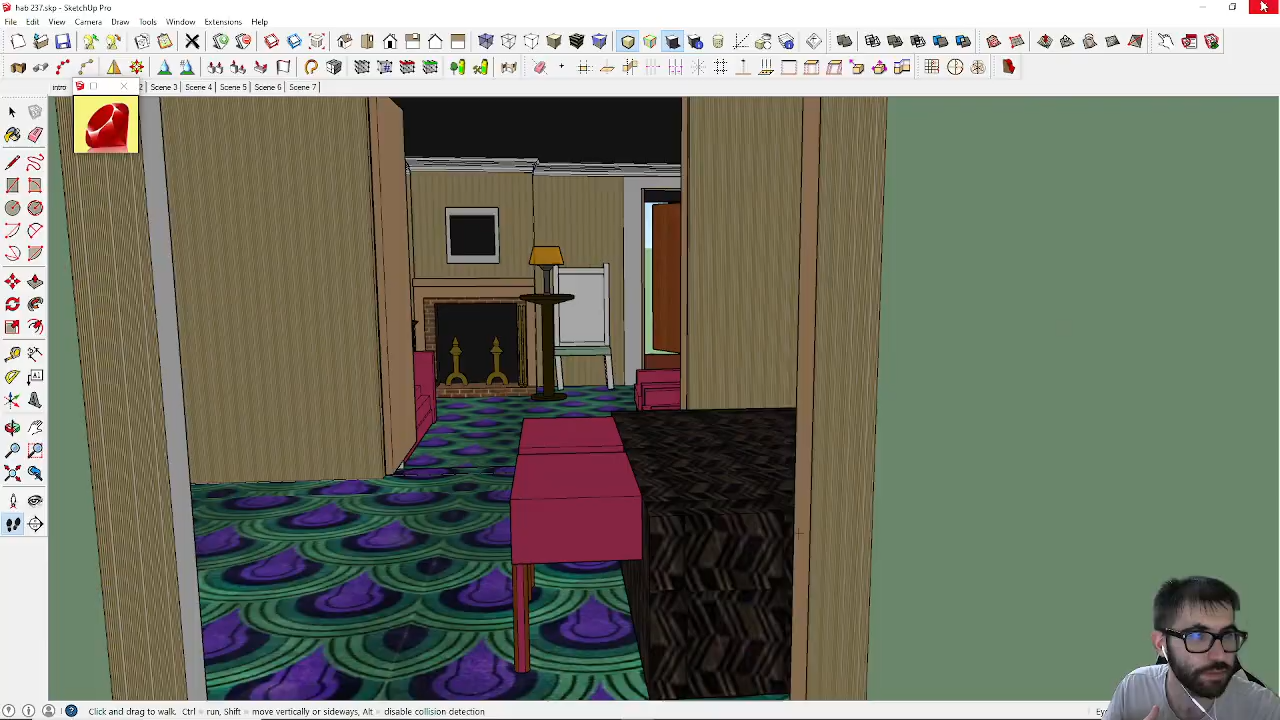 hab 237.skp - SketchUp Pro
File Edit View Camera Draw Tools Window Extensions Help
intro Scene 3 Scene 4 Scene 5 Scene 6 Scene 7
Click and drag to walk. Ctrl = run, Shift = move vertically or sideways, Alt = disable collision detection